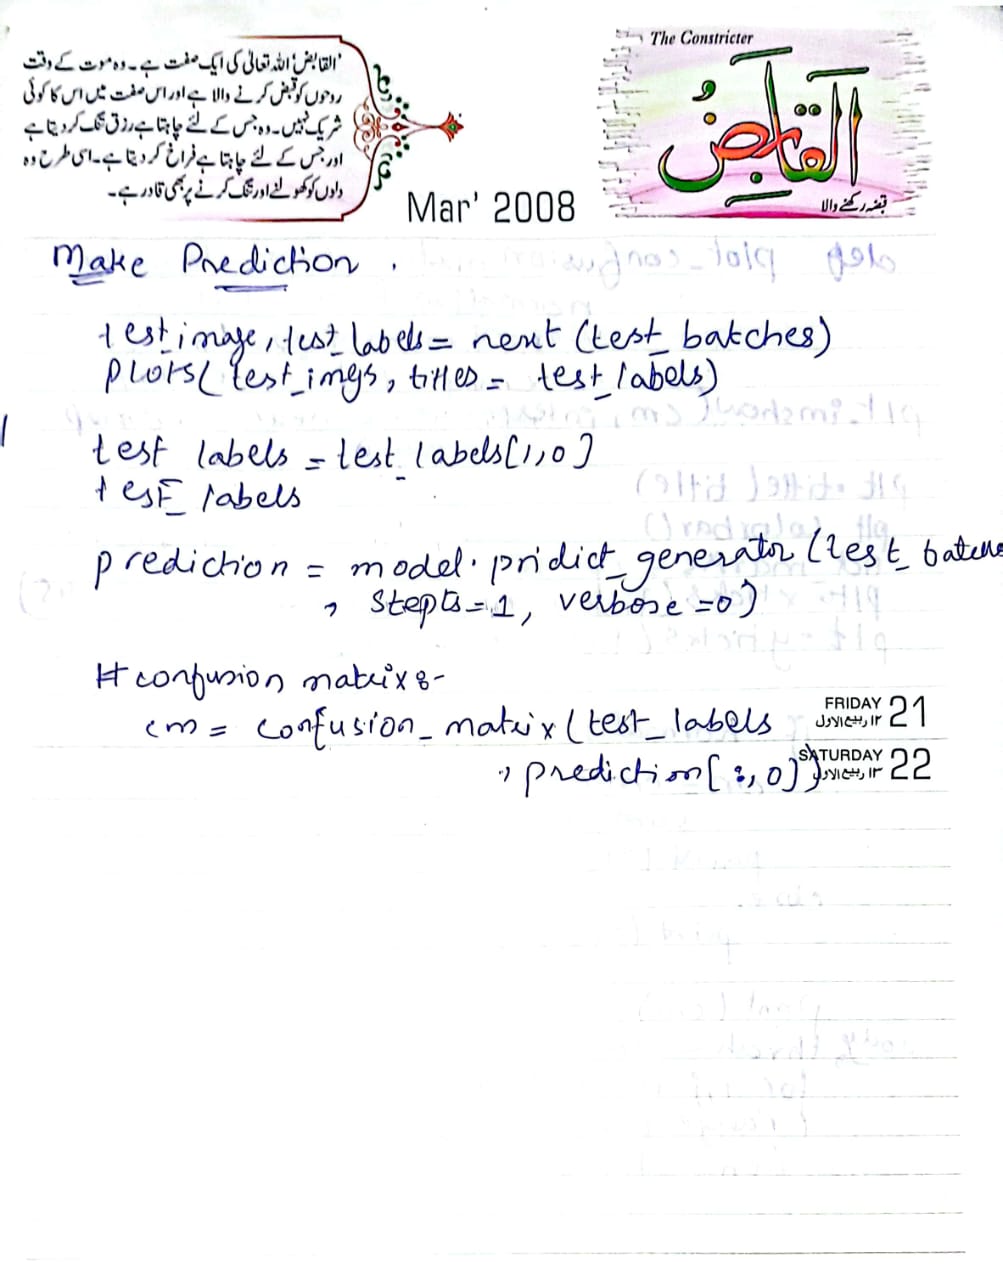 القابض اللہ تعالٰی کی ایک صفت ہے۔ وہ موت کے وقت
روحوں کو قبض کرنے والا ہے اور اس صفت میں اس کا کوئی
شریک نہیں۔ وہ جس کے لئے چاہتا ہے رزق تنگ کر دیتا ہے
اور جس کے لئے چاہتا ہے فراغ کر دیتا ہے۔ اسی طرح وہ
دلوں کو کھولنے اور تنگ کرنے پر بھی قادر ہے۔
The Constricter
القابض
قبضہ رکھنے والا
Mar' 2008
Make Prediction .
test_image, test_labels = next (test_batches)
plots( test_imgs, titles = test_labels)
test labels = test_labels[1,0]
test_labels
prediction = model. pridict_generator (test_batche
, steps=1, verbose =0)
# confusion matrix :-
cm = confusion_matrix (test_labels
FRIDAY 21
۱۲ ربیع الاول
, prediction[:,0])
SATURDAY 22
۱۳ ربیع الاول